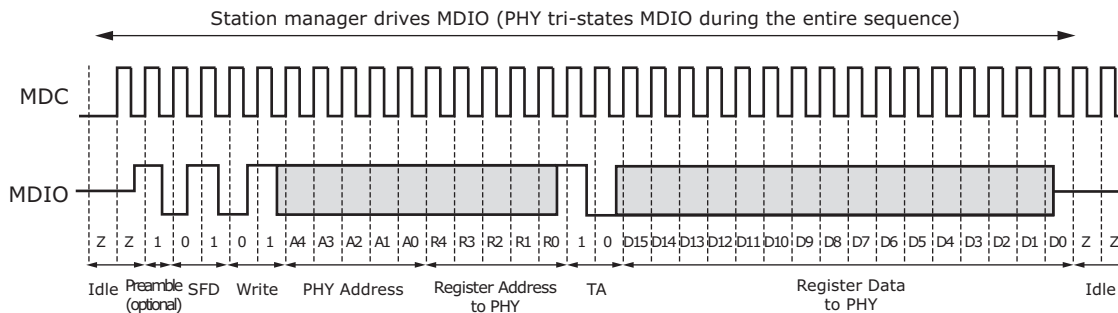 Station manager drives MDIO (PHY tri-states MDIO during the entire sequence)
MDC
MDIO
Z Z 1 0 1 0 1 A4 A3 A2 A1 A0 R4 R3 R2 R1 R0 1 0 D15 D14 D13 D12 D11 D10 D9 D8 D7 D6 D5 D4 D3 D2 D1 D0 Z Z
Idle Preamble SFD Write PHY Address Register Address TA Register Data Idle
(optional) to PHY to PHY